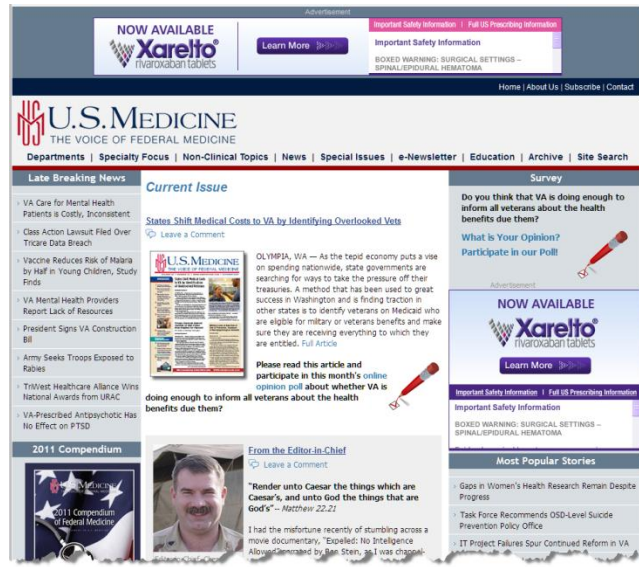 Advertisement
NOW AVAILABLE
Xarelto®
rivaroxaban tablets
Learn More
Important Safety Information | Full US Prescribing Information
Important Safety Information
BOXED WARNING: SURGICAL SETTINGS –
SPINAL/EPIDURAL HEMATOMA
Home | About Us | Subscribe | Contact
U.S. MEDICINE
THE VOICE OF FEDERAL MEDICINE
Departments | Specialty Focus | Non-Clinical Topics | News | Special Issues | e-Newsletter | Education | Archive | Site Search
Late Breaking News
VA Care for Mental Health
Patients is Costly, Inconsistent
Class Action Lawsuit Filed Over
Tricare Data Breach
Vaccine Reduces Risk of Malaria
by Half in Young Children, Study
Finds
VA Mental Health Providers
Report Lack of Resources
President Signs VA Construction
Bill
Army Seeks Troops Exposed to
Rabies
TriWest Healthcare Alliance Wins
National Awards from URAC
VA-Prescribed Antipsychotic Has
No Effect on PTSD
2011 Compendium
U.S. MEDICINE
2011 Compendium
of Federal Medicine
Current Issue
States Shift Medical Costs to VA by Identifying Overlooked Vets
Leave a Comment
U.S. MEDICINE
OLYMPIA, WA — As the tepid economy puts a vise
on spending nationwide, state governments are
searching for ways to take the pressure off their
treasuries. A method that has been used to great
success in Washington and is finding traction in
other states is to identify veterans on Medicaid who
are eligible for military or veterans benefits and make
sure they are receiving everything to which they
are entitled. Full Article
Please read this article and
participate in this month's online
opinion poll about whether VA is
doing enough to inform all veterans about the health
benefits due them?
From the Editor-in-Chief
Leave a Comment
"Render unto Caesar the things which are
Caesar's, and unto God the things that are
God's" – Matthew 22.21
I had the misfortune recently of stumbling across a
movie documentary, "Expelled: No Intelligence
Allowed" narrated by Ben Stein, as I was channel-
Survey
Do you think that VA is doing enough to
inform all veterans about the health
benefits due them?
What is Your Opinion?
Participate in our Poll!
Advertisement
NOW AVAILABLE
Xarelto®
rivaroxaban tablets
Learn More
Important Safety Information | Full US Prescribing Information
Important Safety Information
BOXED WARNING: SURGICAL SETTINGS –
SPINAL/EPIDURAL HEMATOMA
Most Popular Stories
Gaps in Women's Health Research Remain Despite
Progress
Task Force Recommends OSD-Level Suicide
Prevention Policy Office
IT Project Failures Spur Continued Reform in VA